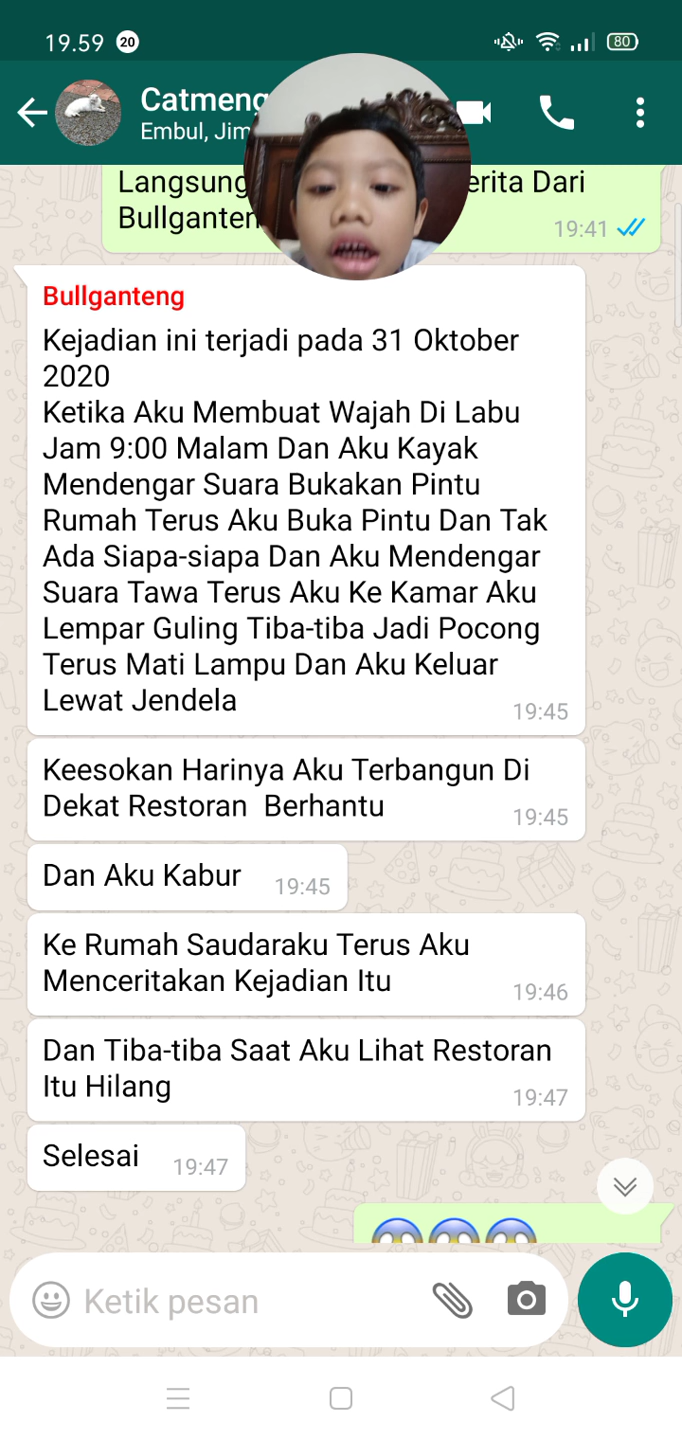 19.59 20 80
Catmeng
Embul, Jim
Langsung erita Dari
Bullganten
19:41
Bullganteng
Kejadian ini terjadi pada 31 Oktober
2020
Ketika Aku Membuat Wajah Di Labu
Jam 9:00 Malam Dan Aku Kayak
Mendengar Suara Bukakan Pintu
Rumah Terus Aku Buka Pintu Dan Tak
Ada Siapa-siapa Dan Aku Mendengar
Suara Tawa Terus Aku Ke Kamar Aku
Lempar Guling Tiba-tiba Jadi Pocong
Terus Mati Lampu Dan Aku Keluar
Lewat Jendela
19:45
Keesokan Harinya Aku Terbangun Di
Dekat Restoran  Berhantu
19:45
Dan Aku Kabur 19:45
Ke Rumah Saudaraku Terus Aku
Menceritakan Kejadian Itu
19:46
Dan Tiba-tiba Saat Aku Lihat Restoran
Itu Hilang
19:47
Selesai 19:47
Ketik pesan